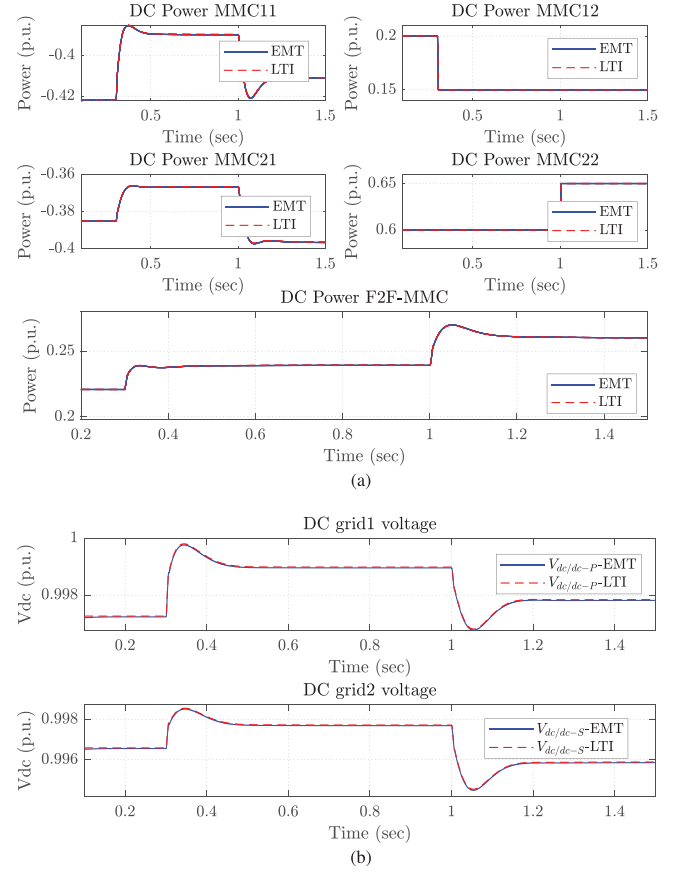 DC Power MMC11
DC Power MMC12
Power (p.u.)
-0.4
-0.42
EMT
LTI
0.5
1
1.5
Time (sec)
Power (p.u.)
0.2
0.15
EMT
LTI
0.5
1
1.5
Time (sec)
DC Power MMC21
DC Power MMC22
Power (p.u.)
-0.36
-0.38
-0.4
EMT
LTI
0.5
1
1.5
Time (sec)
Power (p.u.)
0.65
0.6
EMT
LTI
0.5
1
1.5
Time (sec)
DC Power F2F-MMC
Power (p.u.)
0.25
0.2
EMT
LTI
0.2
0.4
0.6
0.8
1
1.2
1.4
Time (sec)
(a)
DC grid1 voltage
Vdc (p.u.)
1
0.998
V_{dc/dc-P}-EMT
V_{dc/dc-P}-LTI
0.2
0.4
0.6
0.8
1
1.2
1.4
Time (sec)
DC grid2 voltage
Vdc (p.u.)
0.998
0.996
V_{dc/dc-S}-EMT
V_{dc/dc-S}-LTI
0.2
0.4
0.6
0.8
1
1.2
1.4
Time (sec)
(b)